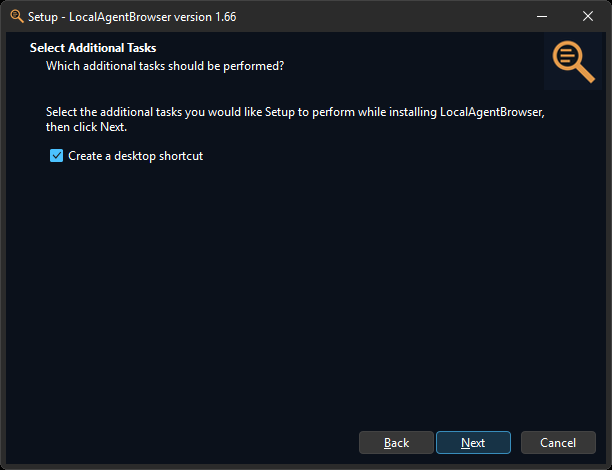 Setup - LocalAgentBrowser version 1.66
Select Additional Tasks
Which additional tasks should be performed?
Select the additional tasks you would like Setup to perform while installing LocalAgentBrowser,
then click Next.
Create a desktop shortcut
Back
Next
Cancel